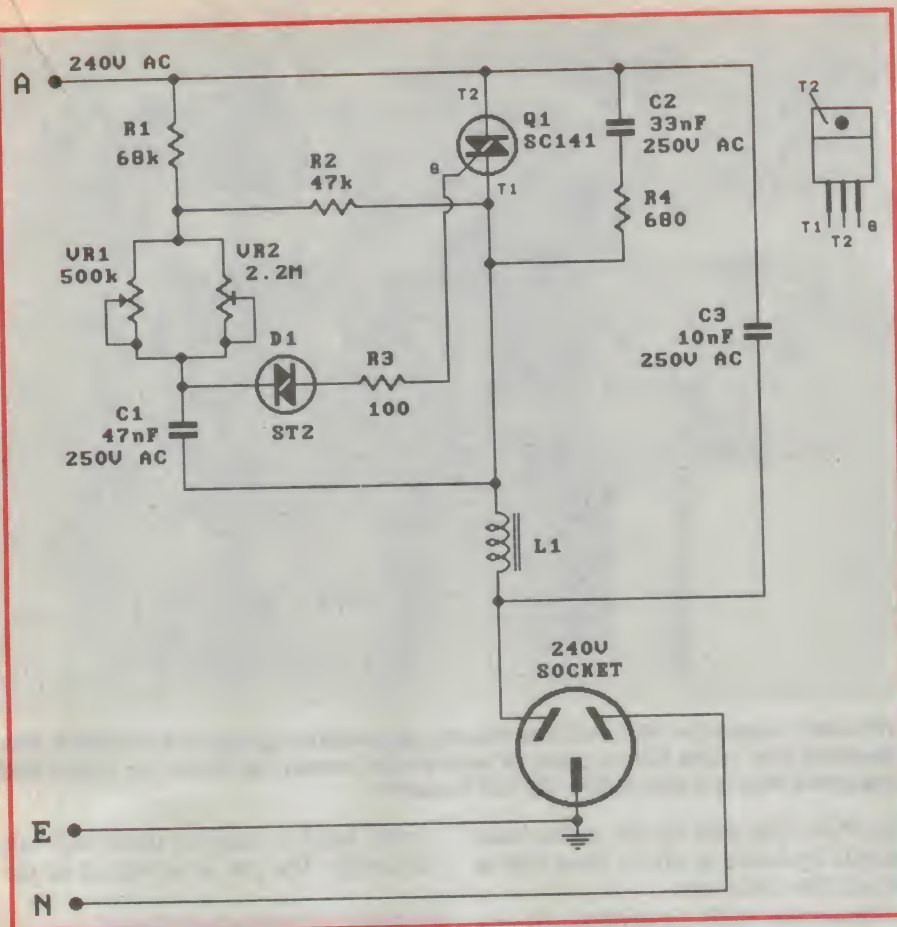 A
240V AC
R1
68k
R2
47k
T2
G
T1
Q1
SC141
C2
33nF
250V AC
R4
680
T2
T1
T2
G
VR1
500k
VR2
2.2M
D1
ST2
R3
100
C1
47nF
250V AC
C3
10nF
250V AC
L1
240V
SOCKET
E
N